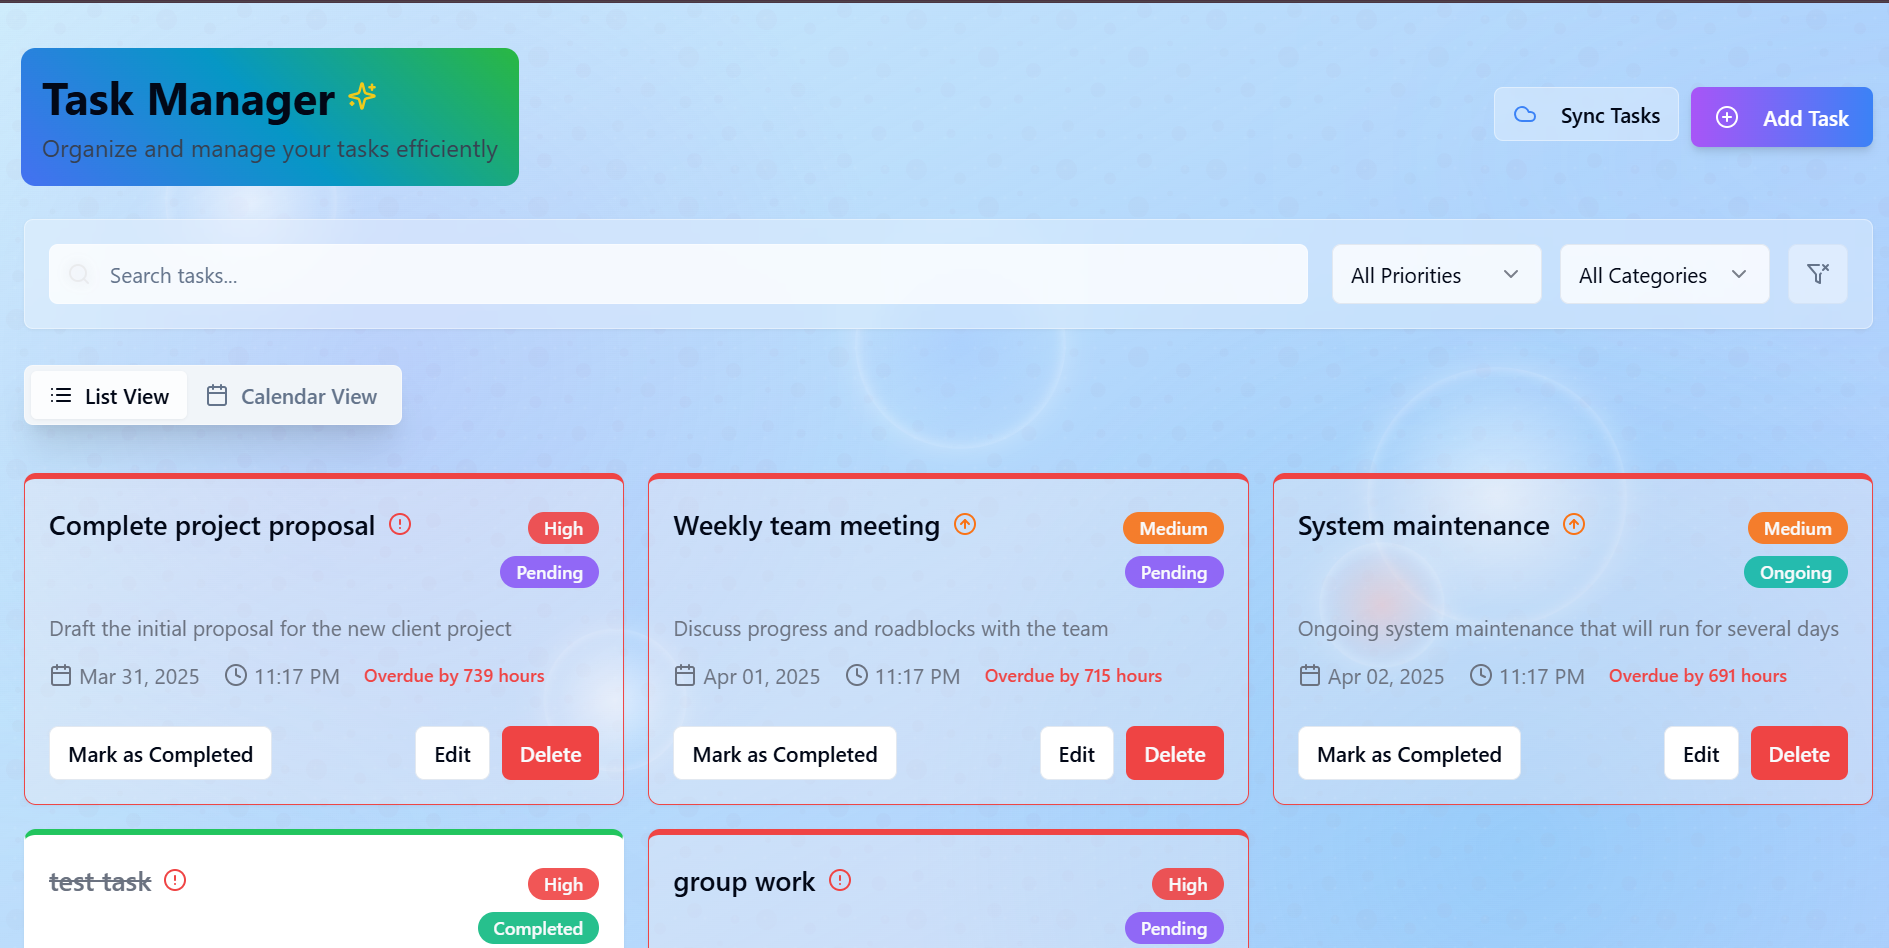 Task Manager
Organize and manage your tasks efficiently
Sync Tasks
Add Task
Search tasks...
All Priorities
All Categories
List View
Calendar View
Complete project proposal
High
Pending
Draft the initial proposal for the new client project
Mar 31, 2025 11:17 PM Overdue by 739 hours
Mark as Completed Edit Delete
Weekly team meeting
Medium
Pending
Discuss progress and roadblocks with the team
Apr 01, 2025 11:17 PM Overdue by 715 hours
Mark as Completed Edit Delete
System maintenance
Medium
Ongoing
Ongoing system maintenance that will run for several days
Apr 02, 2025 11:17 PM Overdue by 691 hours
Mark as Completed Edit Delete
test task
High
Completed
group work
High
Pending